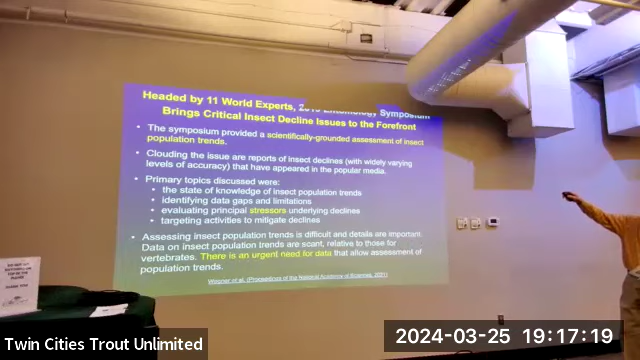 Headed by 11 World Experts, 2019 Entomology Symposium
Brings Critical Insect Decline Issues to the Forefront
• The symposium provided a scientifically-grounded assessment of insect
population trends.
• Clouding the issue are reports of insect declines (with widely varying
levels of accuracy) that have appeared in the popular media.
• Primary topics discussed were:
• the state of knowledge of insect population trends
• identifying data gaps and limitations
• evaluating principal stressors underlying declines
• targeting activities to mitigate declines
• Assessing insect population trends is difficult and details are important.
Data on insect population trends are scant, relative to those for
vertebrates. There is an urgent need for data that allow assessment of
population trends.
Wagner et al. (Proceedings of the National Academy of Sciences, 2021)
Twin Cities Trout Unlimited
2024-03-25 19:17:19